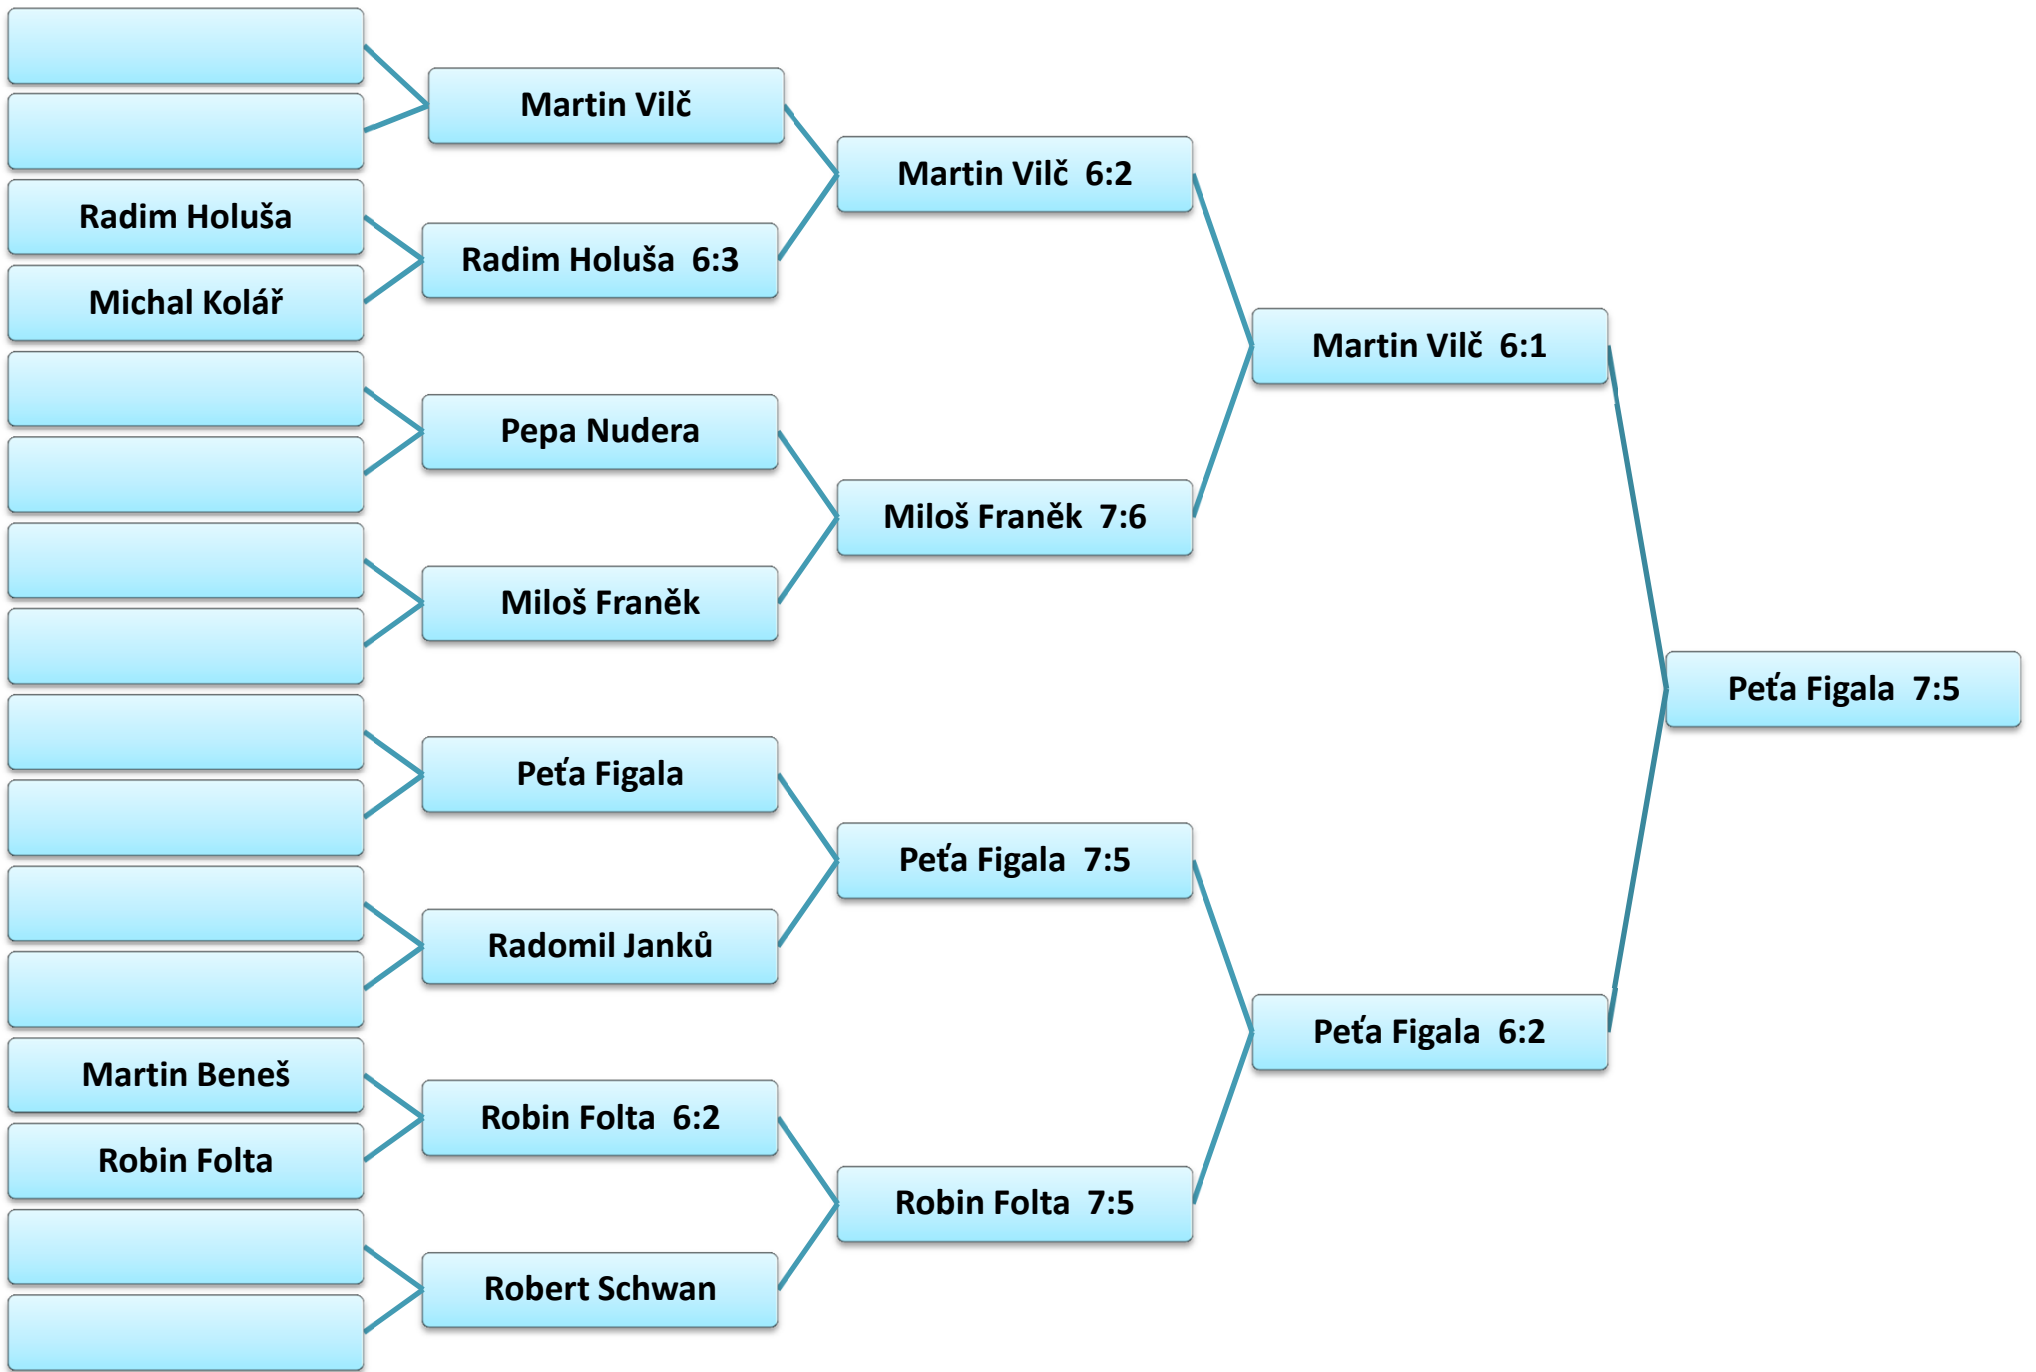 Radim Holuša
Michal Kolář
Martin Beneš
Robin Folta
Martin Vilč
Radim Holuša 6:3
Pepa Nudera
Miloš Franěk
Peťa Figala
Radomil Janků
Robin Folta 6:2
Robert Schwan
Martin Vilč 6:2
Miloš Franěk 7:6
Peťa Figala 7:5
Robin Folta 7:5
Martin Vilč 6:1
Peťa Figala 6:2
Peťa Figala 7:5